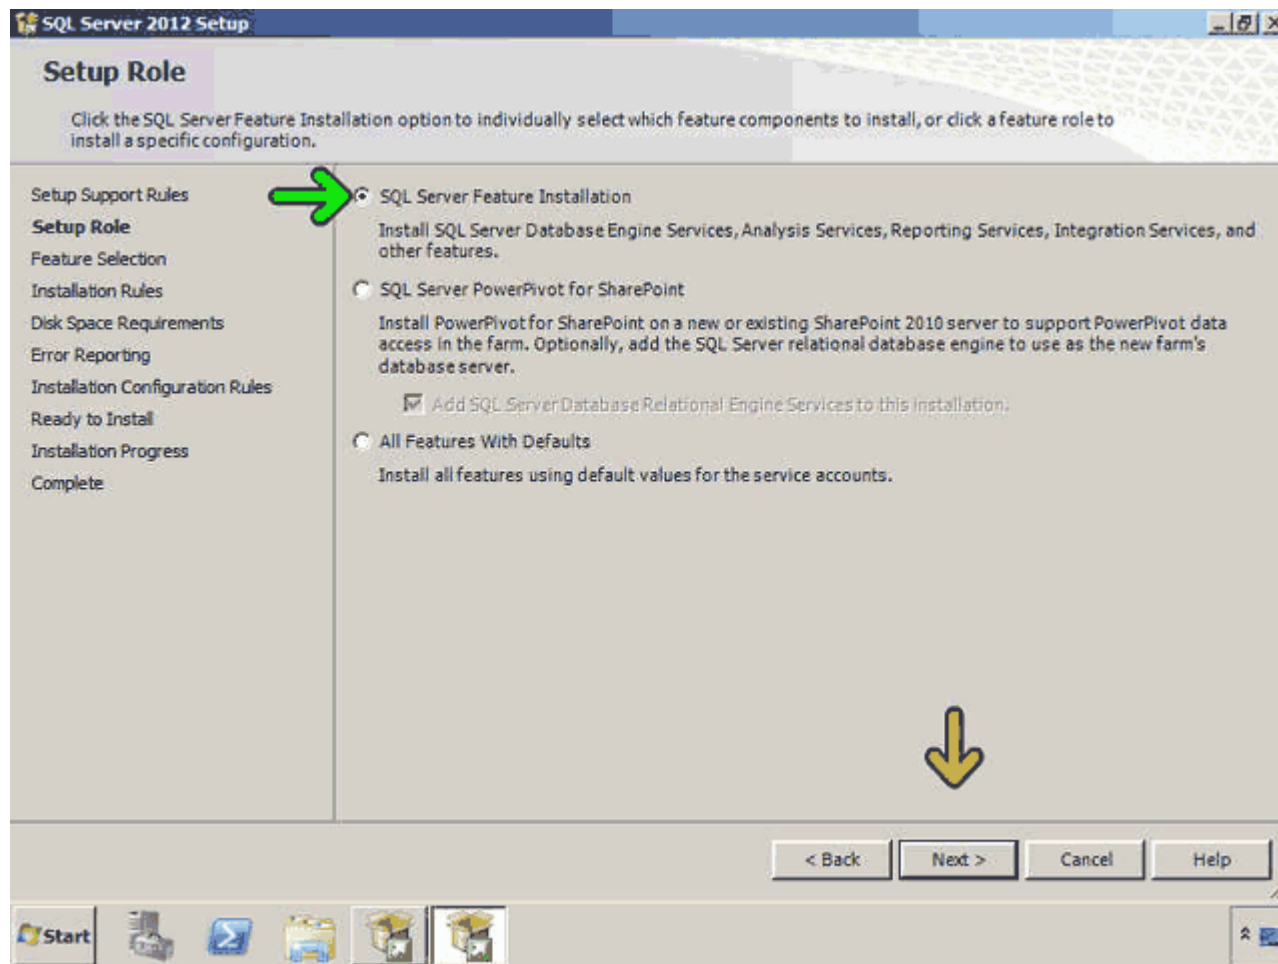 SQL Server 2012 Setup
Setup Role
Click the SQL Server Feature Installation option to individually select which feature components to install, or click a feature role to
install a specific configuration.
Setup Support Rules
Setup Role
Feature Selection
Installation Rules
Disk Space Requirements
Error Reporting
Installation Configuration Rules
Ready to Install
Installation Progress
Complete
SQL Server Feature Installation
Install SQL Server Database Engine Services, Analysis Services, Reporting Services, Integration Services, and
other features.
SQL Server PowerPivot for SharePoint
Install PowerPivot for SharePoint on a new or existing SharePoint 2010 server to support PowerPivot data
access in the farm. Optionally, add the SQL Server relational database engine to use as the new farm's
database server.
Add SQL Server Database Relational Engine Services to this installation.
All Features With Defaults
Install all features using default values for the service accounts.
< Back
Next >
Cancel
Help
Start